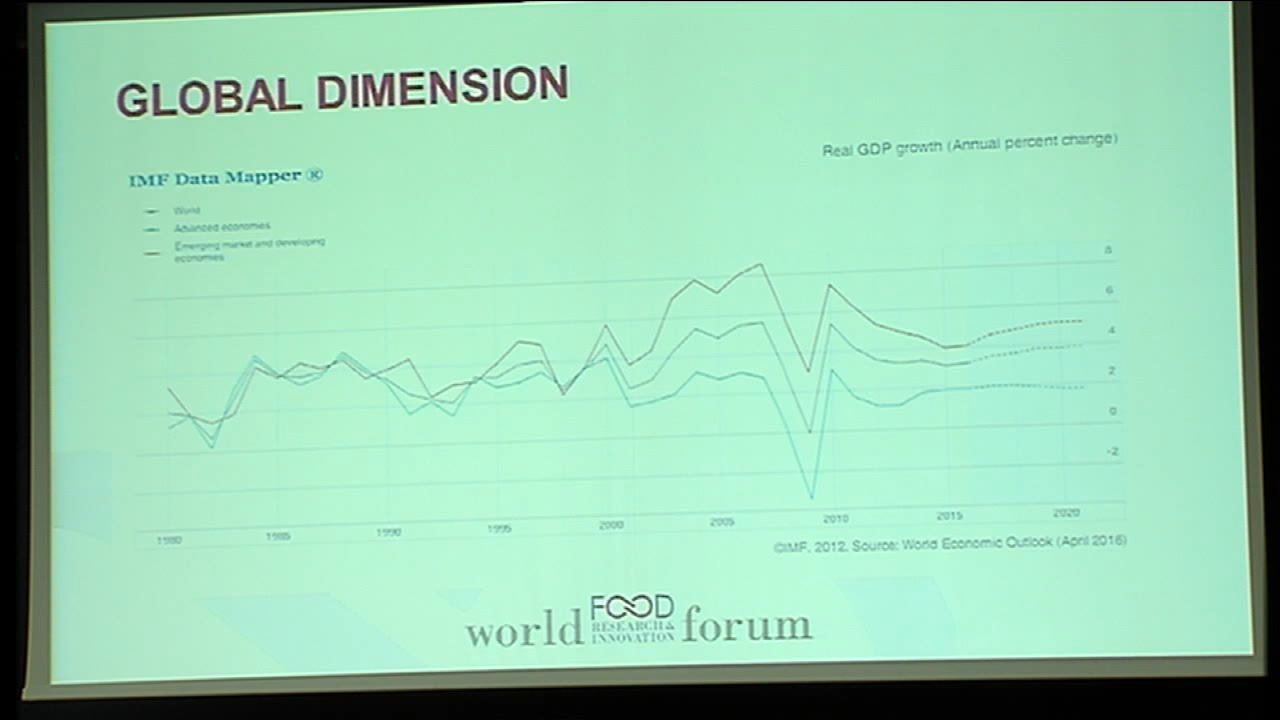 GLOBAL DIMENSION
Real GDP growth (Annual percent change)
IMF Data Mapper ®
World
Advanced economies
Emerging market and developing
economies
8
6
4
2
0
-2
1980
1985
1990
1995
2000
2005
2010
2015
2020
©IMF, 2012, Source: World Economic Outlook (April 2016)
world FOOD RESEARCH & INNOVATION forum